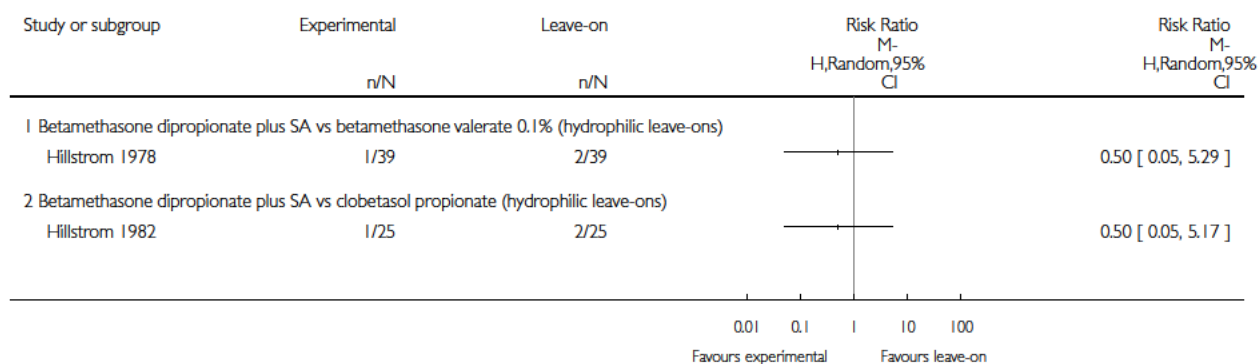 Study or subgroup Experimental Leave-on Risk Ratio Risk Ratio
M- M-
H,Random,95% H,Random,95%
n/N n/N CI CI
1 Betamethasone dipropionate plus SA vs betamethasone valerate 0.1% (hydrophilic leave-ons)
Hillstrom 1978 1/39 2/39 0.50 [ 0.05, 5.29 ]
2 Betamethasone dipropionate plus SA vs clobetasol propionate (hydrophilic leave-ons)
Hillstrom 1982 1/25 2/25 0.50 [ 0.05, 5.17 ]
0.01 0.1 1 10 100
Favours experimental Favours leave-on